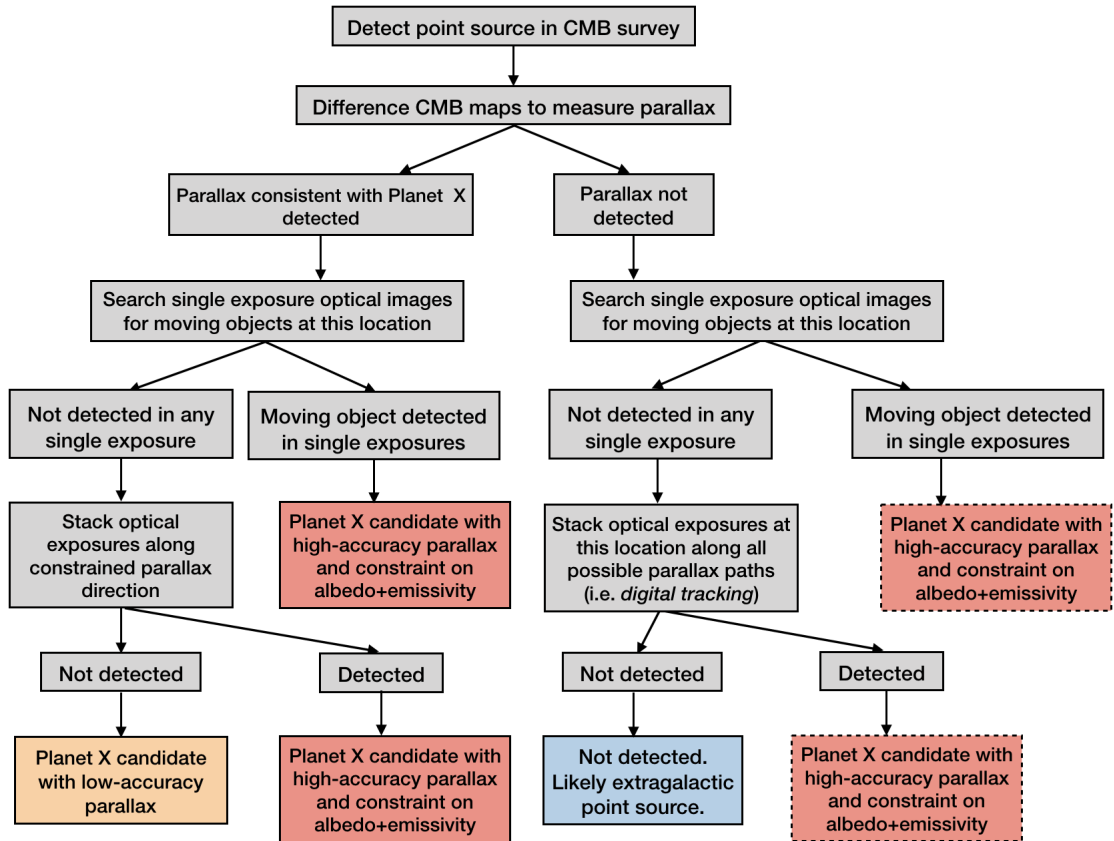 Detect point source in CMB survey
Difference CMB maps to measure parallax
Parallax consistent with Planet X
detected
Parallax not
detected
Search single exposure optical images
for moving objects at this location
Search single exposure optical images
for moving objects at this location
Not detected in any
single exposure
Moving object detected
in single exposures
Not detected in any
single exposure
Moving object detected
in single exposures
Stack optical
exposures along
constrained parallax
direction
Planet X candidate with
high-accuracy parallax
and constraint on
albedo+emissivity
Stack optical exposures at
this location along all
possible parallax paths
(i.e. digital tracking)
Planet X candidate with
high-accuracy parallax
and constraint on
albedo+emissivity
Not detected
Detected
Not detected
Detected
Planet X candidate
with low-accuracy
parallax
Planet X candidate with
high-accuracy parallax
and constraint on
albedo+emissivity
Not detected.
Likely extragalactic
point source.
Planet X candidate with
high-accuracy parallax
and constraint on
albedo+emissivity